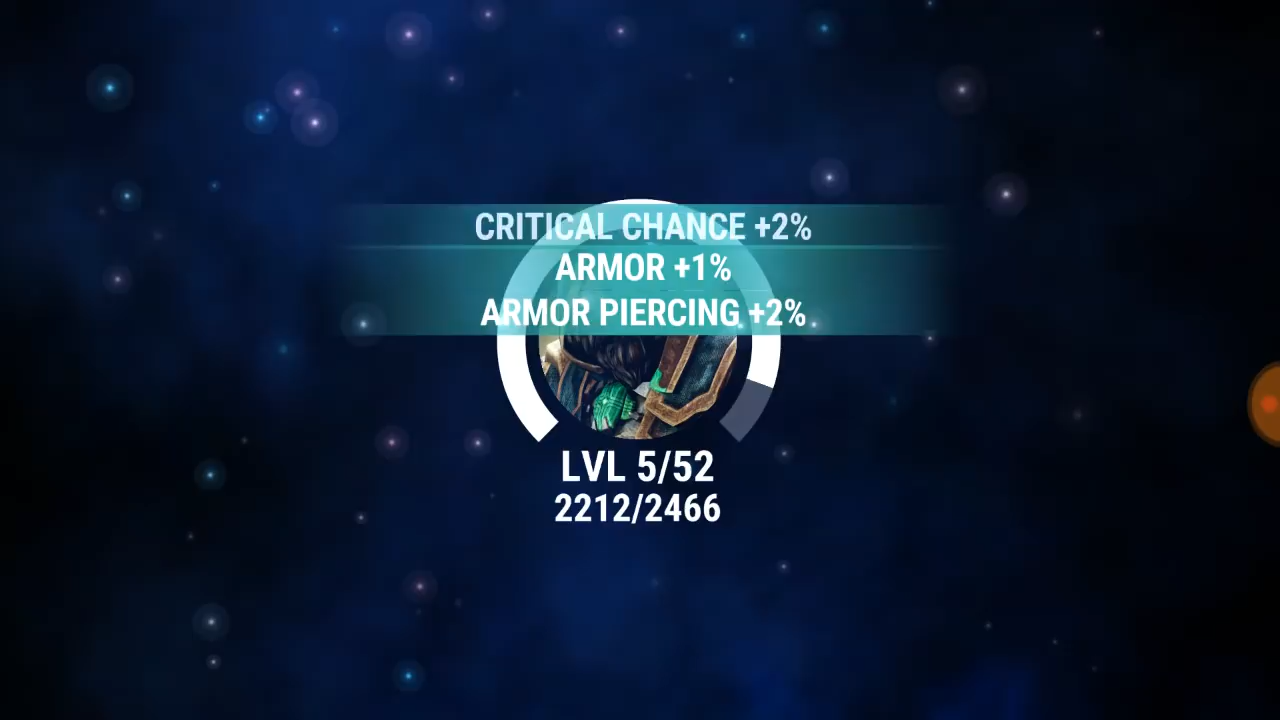 CRITICAL CHANCE +2%
ARMOR +1%
ARMOR PIERCING +2%
LVL 5/52
2212/2466